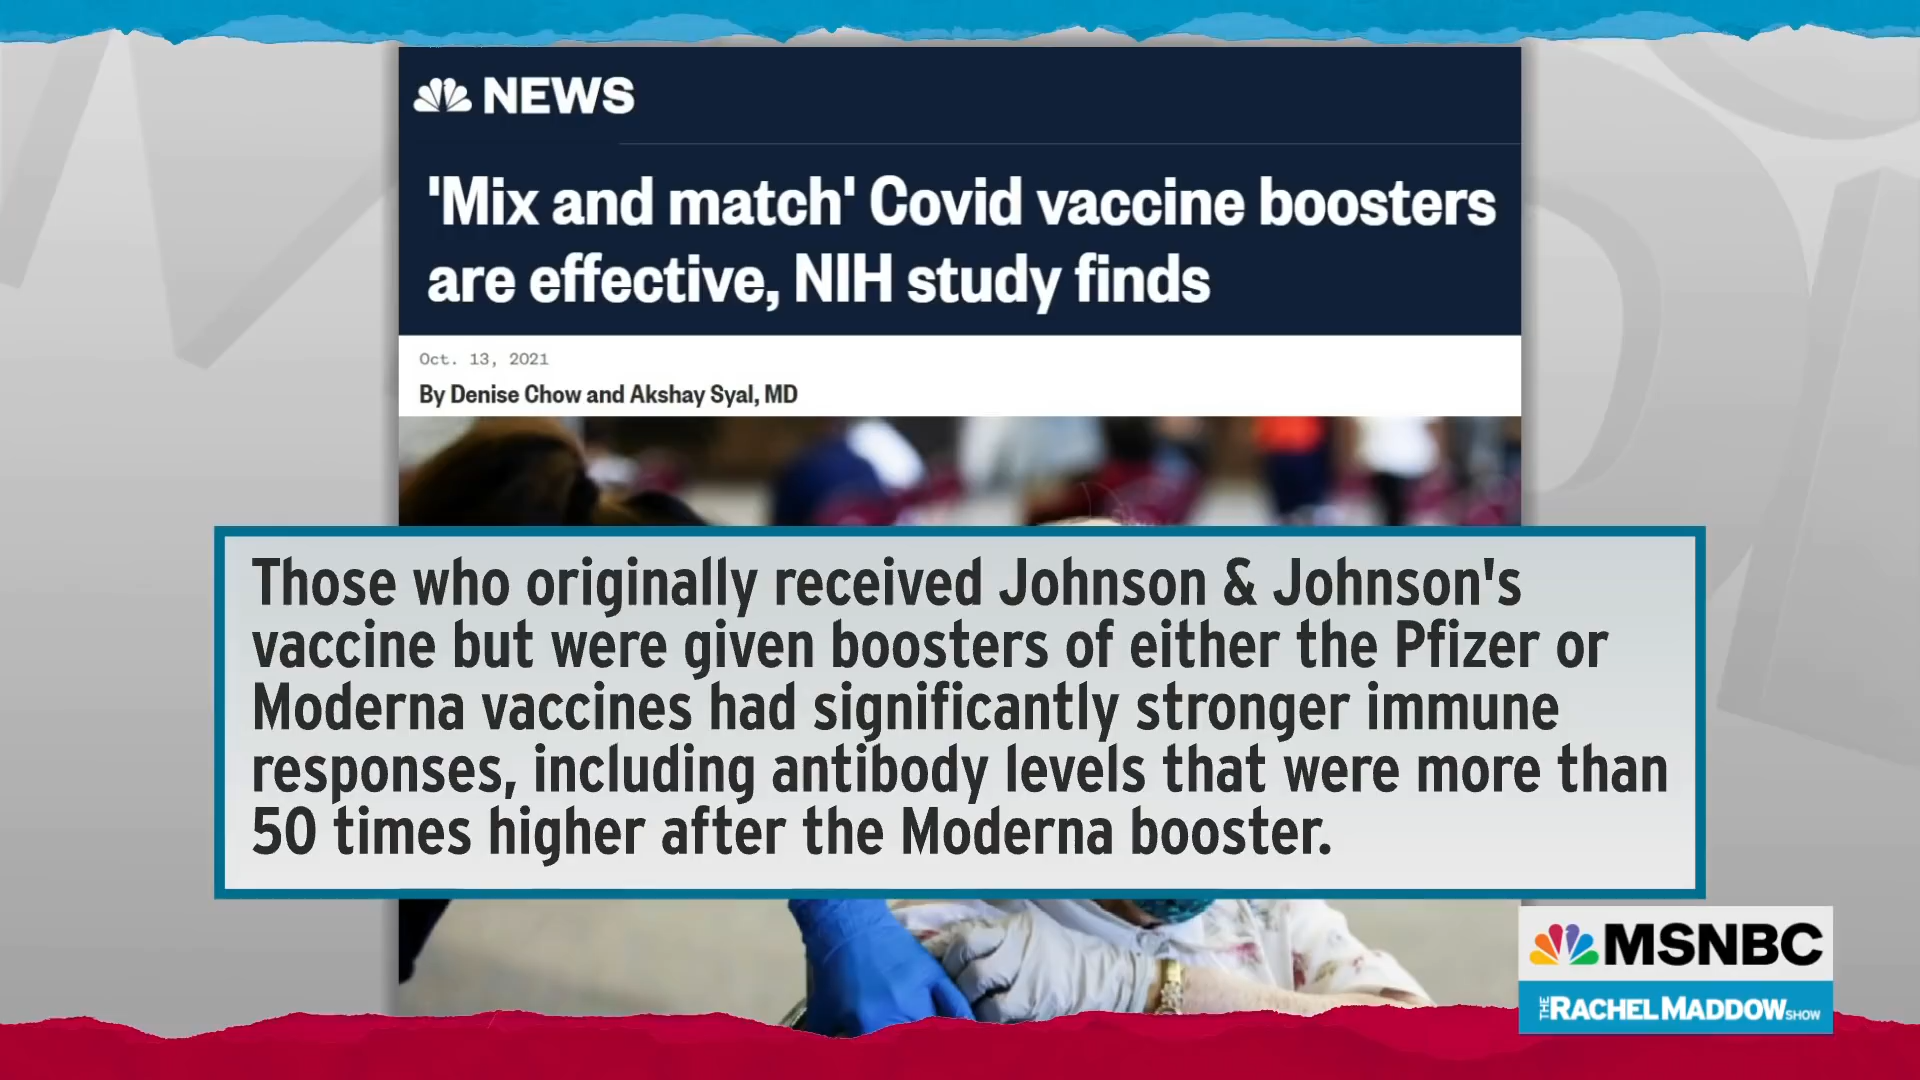 NEWS
'Mix and match' Covid vaccine boosters
are effective, NIH study finds
Oct. 13, 2021
By Denise Chow and Akshay Syal, MD
Those who originally received Johnson & Johnson's
vaccine but were given boosters of either the Pfizer or
Moderna vaccines had significantly stronger immune
responses, including antibody levels that were more than
50 times higher after the Moderna booster.
MSNBC
THE RACHEL MADDOW SHOW